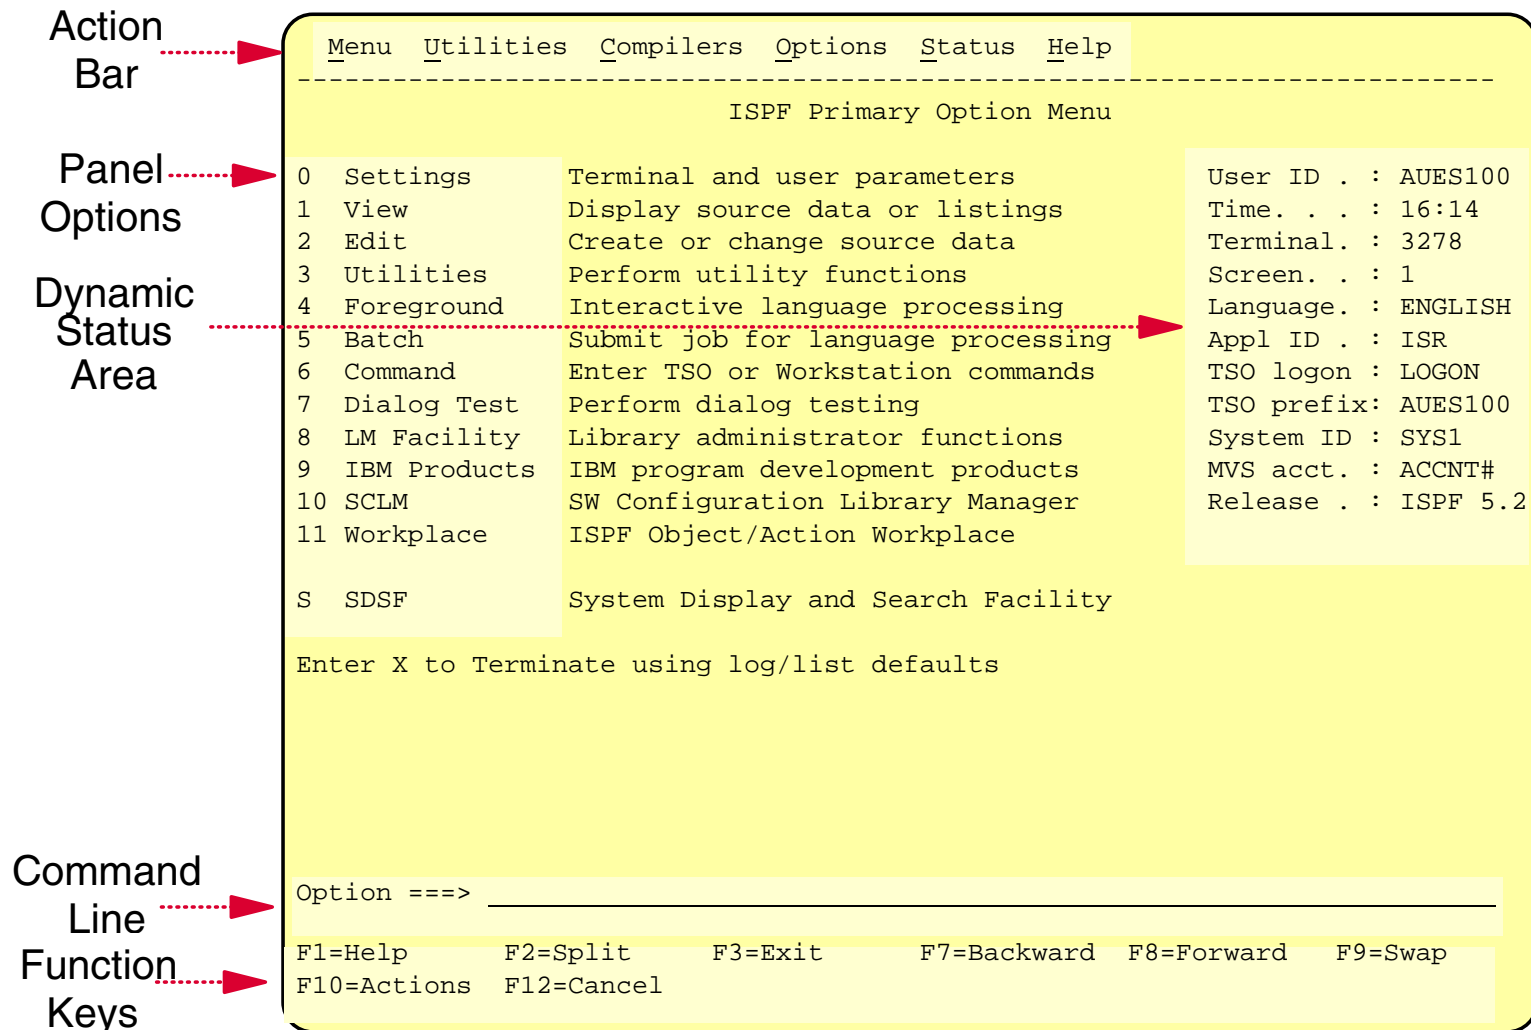 Action
Bar
Menu  Utilities  Compilers  Options  Status  Help
---------------------------------------------------------------------------
ISPF Primary Option Menu
Panel
Options
0  Settings      Terminal and user parameters            User ID . : AUES100
1  View          Display source data or listings         Time. . . : 16:14
2  Edit          Create or change source data            Terminal. : 3278
3  Utilities     Perform utility functions               Screen. . : 1
Dynamic
Status
Area
4  Foreground    Interactive language processing         Language. : ENGLISH
5  Batch         Submit job for language processing      Appl ID . : ISR
6  Command       Enter TSO or Workstation commands       TSO logon : LOGON
7  Dialog Test   Perform dialog testing                  TSO prefix: AUES100
8  LM Facility   Library administrator functions         System ID : SYS1
9  IBM Products  IBM program development products        MVS acct. : ACCNT#
10 SCLM          SW Configuration Library Manager        Release . : ISPF 5.2
11 Workplace     ISPF Object/Action Workplace
S  SDSF          System Display and Search Facility
Enter X to Terminate using log/list defaults
Command
Line
Option ===>
Function
Keys
F1=Help      F2=Split     F3=Exit      F7=Backward  F8=Forward   F9=Swap
F10=Actions  F12=Cancel